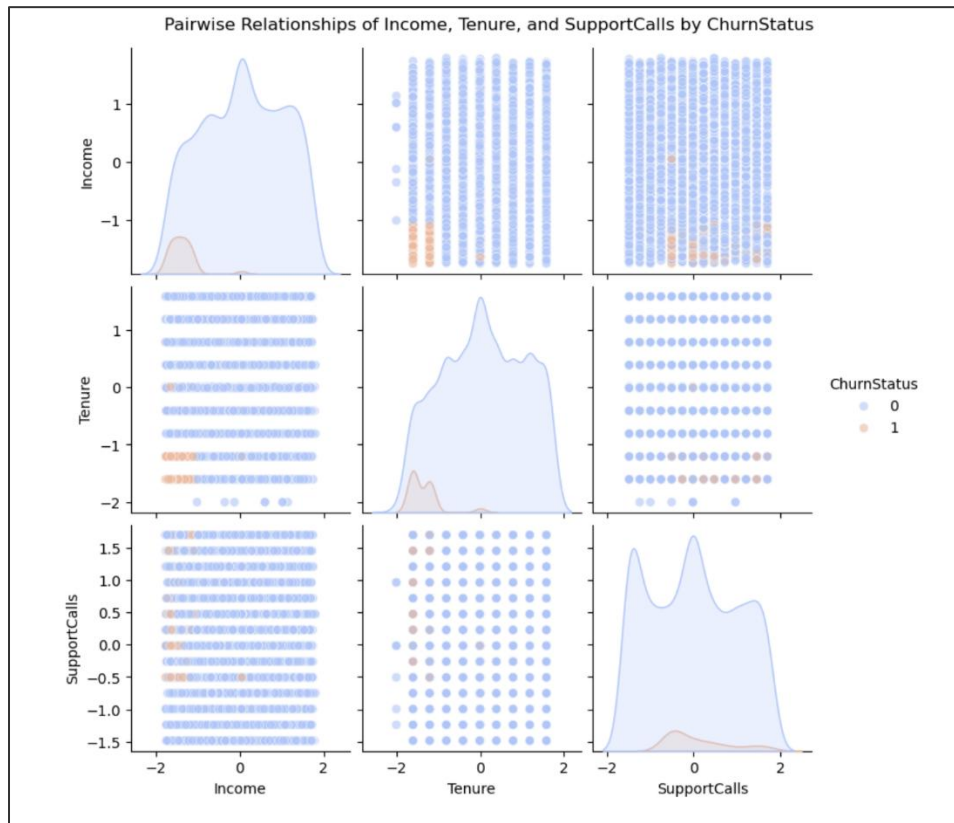 Pairwise Relationships of Income, Tenure, and SupportCalls by ChurnStatus
Income
1
0
−1
Tenure
1
0
−1
−2
ChurnStatus
0
1
SupportCalls
1.5
1.0
0.5
0.0
−0.5
−1.0
−1.5
−2 0 2
−2 0 2
−2 0 2
Income
Tenure
SupportCalls